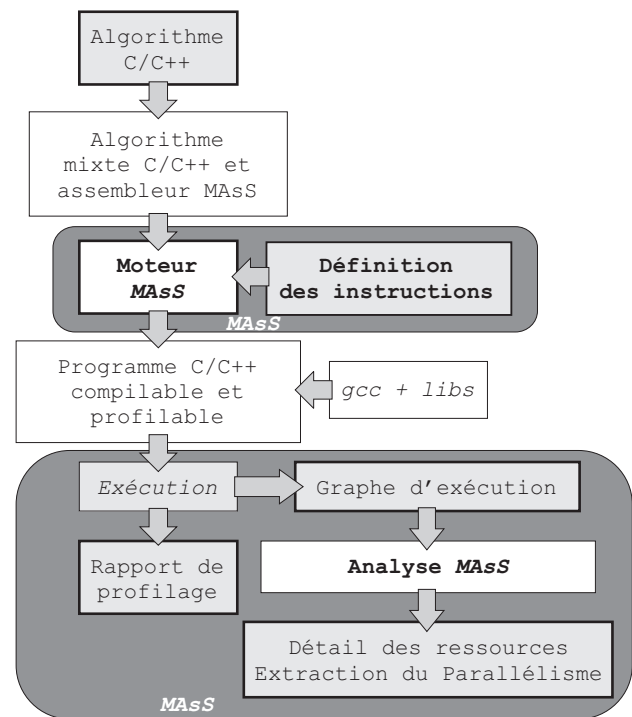 Algorithme
C/C++
Algorithme
mixte C/C++ et
assembleur MAsS
Moteur
MAsS
Définition
des instructions
MAsS
Programme C/C++
compilable et
profilable
gcc + libs
Exécution
Graphe d’exécution
Rapport de
profilage
Analyse MAsS
Détail des ressources
Extraction du Parallélisme
MAsS